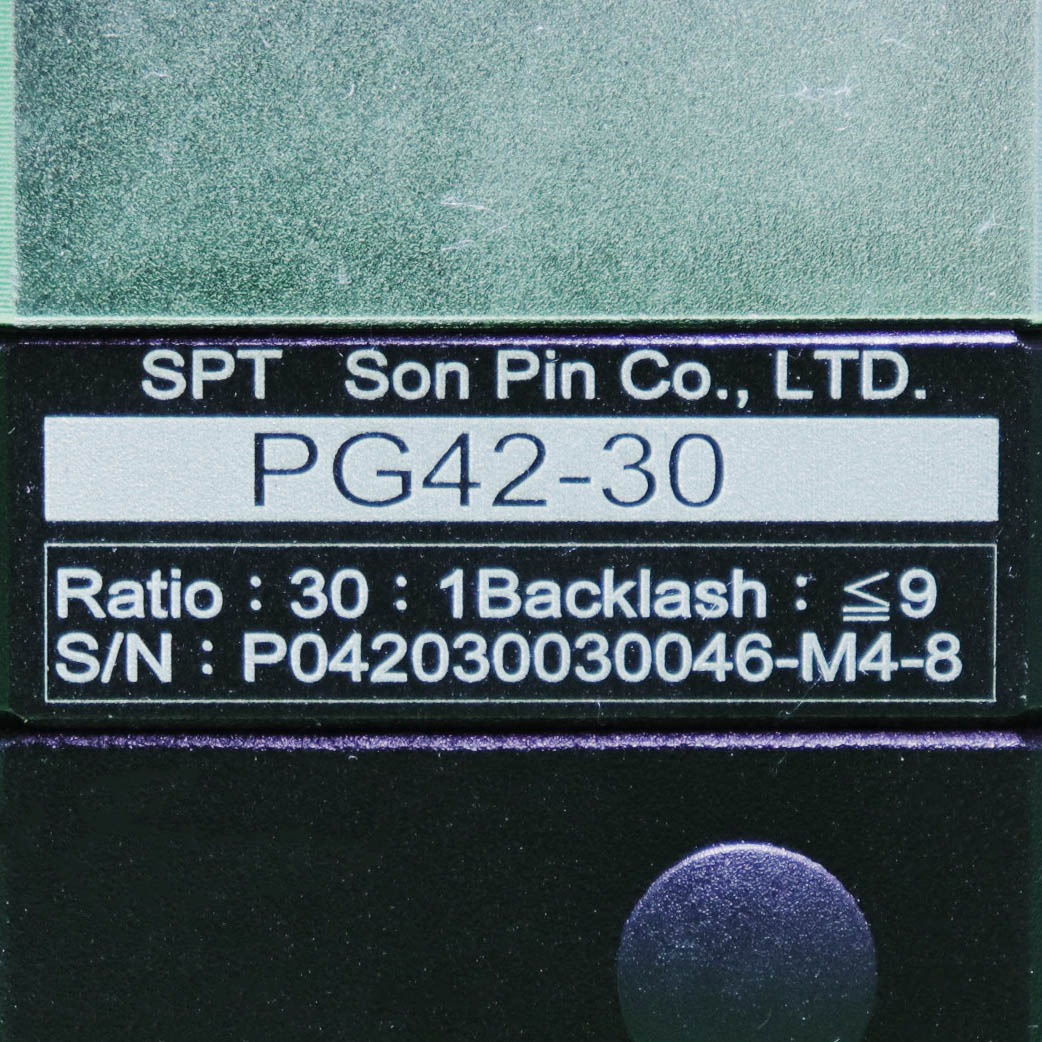 SPT Son Pin Co., LTD.
PG42-30
Ratio：30：1Backlash：≦9
S/N：P042030030046-M4-8